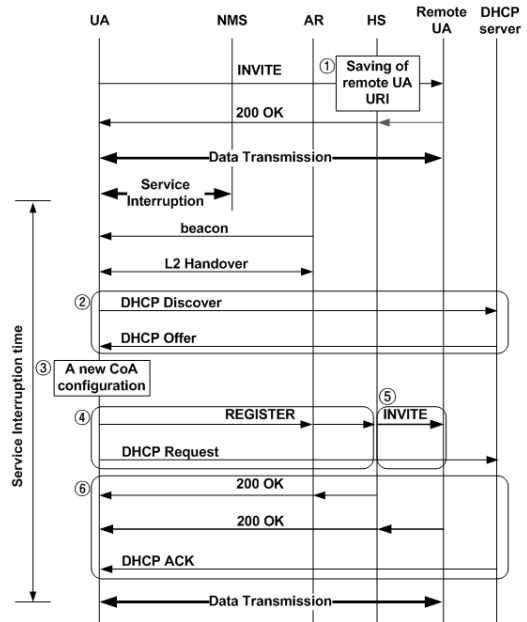 UA NMS AR HS Remote UA DHCP server
INVITE
① Saving of
remote UA
URI
200 OK
Data Transmission
Service
Interruption
beacon
L2 Handover
② DHCP Discover
DHCP Offer
③ A new CoA
configuration
Service Interruption time
⑤
④ REGISTER INVITE
DHCP Request
⑥ 200 OK
200 OK
DHCP ACK
Data Transmission